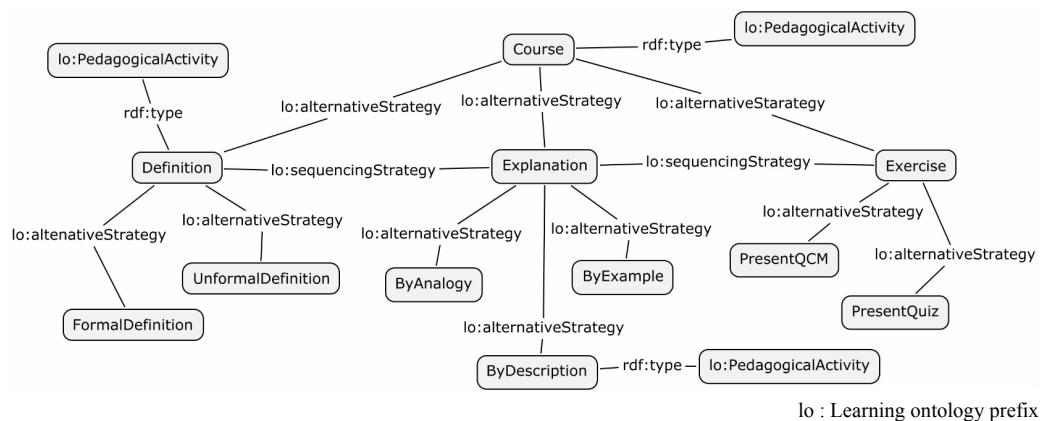 lo:PedagogicalActivity
Course
rdf:type
lo:PedagogicalActivity
rdf:type
lo:alternativeStrategy
lo:alternativeStrategy
lo:alternativeStarategy
Definition
lo:sequencingStrategy
Explanation
lo:sequencingStrategy
Exercise
lo:altenativeStrategy
lo:alternativeStrategy
lo:alternativeStrategy
lo:alternativeStrategy
lo:alternativeStrategy
lo:alternativeStrategy
UnformalDefinition
ByAnalogy
ByExample
PresentQCM
FormalDefinition
PresentQuiz
lo:alternativeStrategy
ByDescription
rdf:type
lo:PedagogicalActivity
lo : Learning ontology prefix